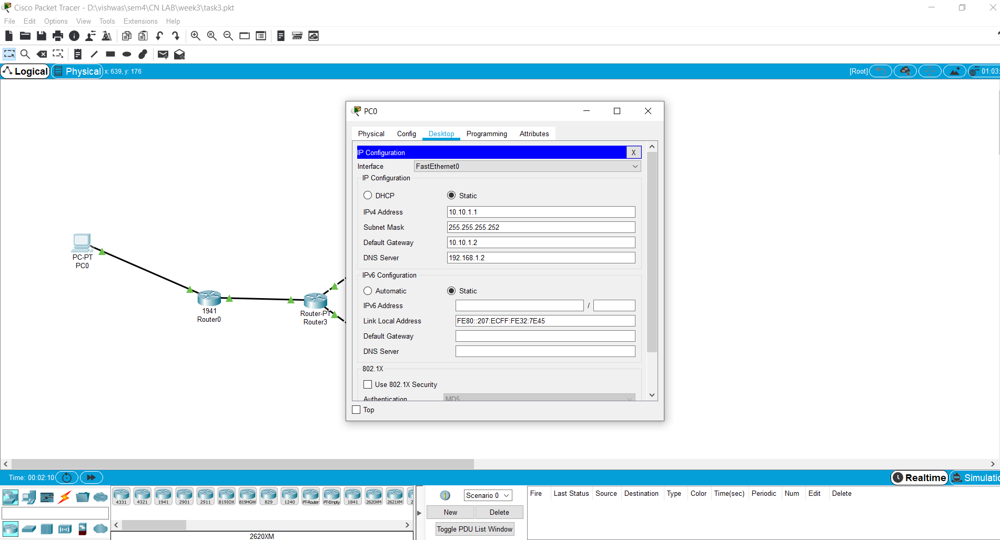 Cisco Packet Tracer - D:\vishwas\sem4\CN LAB\week3\task3.pkt
File Edit Options View Tools Extensions Help
Logical Physical x: 639, y: 176 [Root] 01:03:
PC0
Physical Config Desktop Programming Attributes
IP Configuration X
Interface FastEthernet0
IP Configuration
DHCP Static
IPv4 Address 10.10.1.1
Subnet Mask 255.255.255.252
Default Gateway 10.10.1.2
DNS Server 192.168.1.2
IPv6 Configuration
Automatic Static
IPv6 Address /
Link Local Address FE80::207:ECFF:FE32:7E45
Default Gateway
DNS Server
802.1X
Use 802.1X Security
Authentication MD5
Top
PC-PT
PC0
1941
Router0
Router-PT
Router3
Time: 00:02:10 Realtime Simulatio
4331 4321 1941 2901 2911 819IOX 819HGW 829 1240 PT-Router PT-Empty 1841 2620XM 2621XM 2
2620XM
Scenario 0
New Delete
Toggle PDU List Window
Fire Last Status Source Destination Type Color Time(sec) Periodic Num Edit Delete